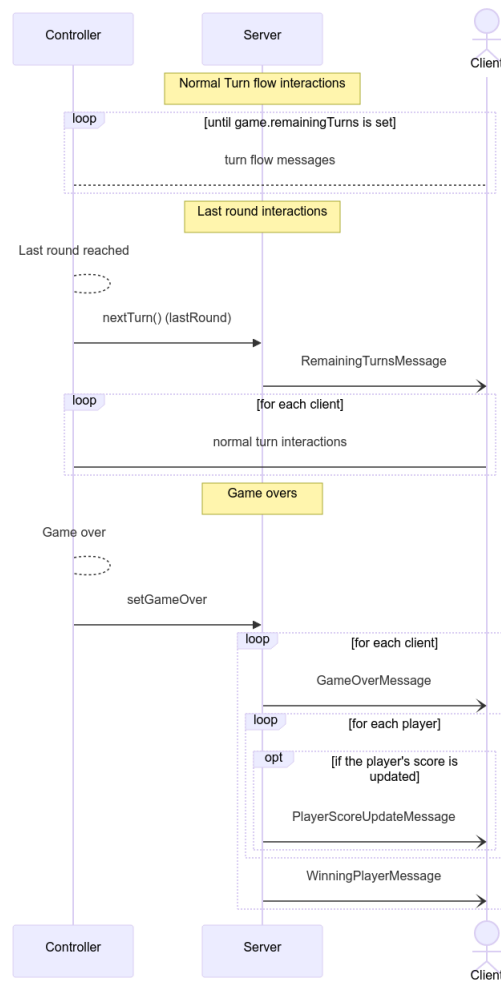 Controller
Server
Client
Normal Turn flow interactions
loop
[until game.remainingTurns is set]
turn flow messages
Last round interactions
Last round reached
nextTurn() (lastRound)
RemainingTurnsMessage
loop
[for each client]
normal turn interactions
Game overs
Game over
setGameOver
loop
[for each client]
GameOverMessage
loop
[for each player]
opt
[if the player's score is
updated]
PlayerScoreUpdateMessage
WinningPlayerMessage
Controller
Server
Client